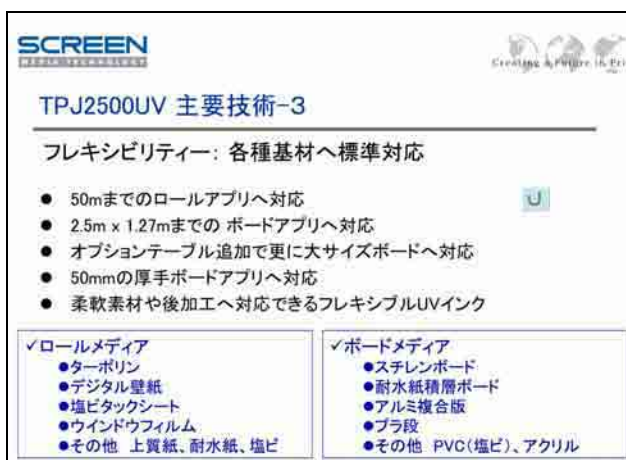 SCREEN
MEDIA TECHNOLOGY
Creating a Future in Pri
TPJ2500UV 主要技術-3
フレキシビリティー: 各種基材へ標準対応
● 50mまでのロールアプリへ対応
● 2.5m x 1.27mまでの ボードアプリへ対応
● オプションテーブル追加で更に大サイズボードへ対応
● 50mmの厚手ボードアプリへ対応
● 柔軟素材や後加工へ対応できるフレキシブルUVインク
✓ロールメディア
●ターポリン
●デジタル壁紙
●塩ビタックシート
●ウインドウフィルム
●その他 上質紙、耐水紙、塩ビ
✓ボードメディア
●スチレンボード
●耐水紙積層ボード
●アルミ複合版
●プラ段
●その他 PVC(塩ビ)、アクリル